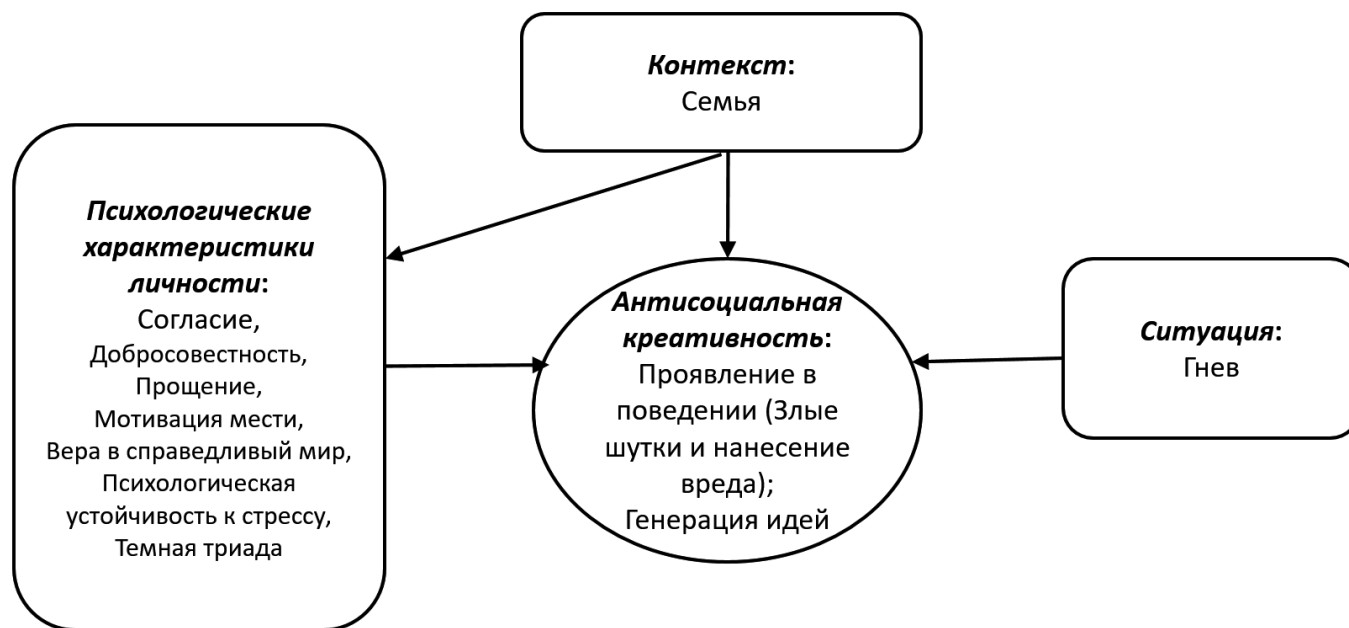 Контекст:
Семья
Психологические
характеристики
личности:
Согласие,
Добросовестность,
Прощение,
Мотивация мести,
Вера в справедливый мир,
Психологическая
устойчивость к стрессу,
Темная триада
Антисоциальная
креативность:
Проявление в
поведении (Злые
шутки и нанесение
вреда);
Генерация идей
Ситуация:
Гнев